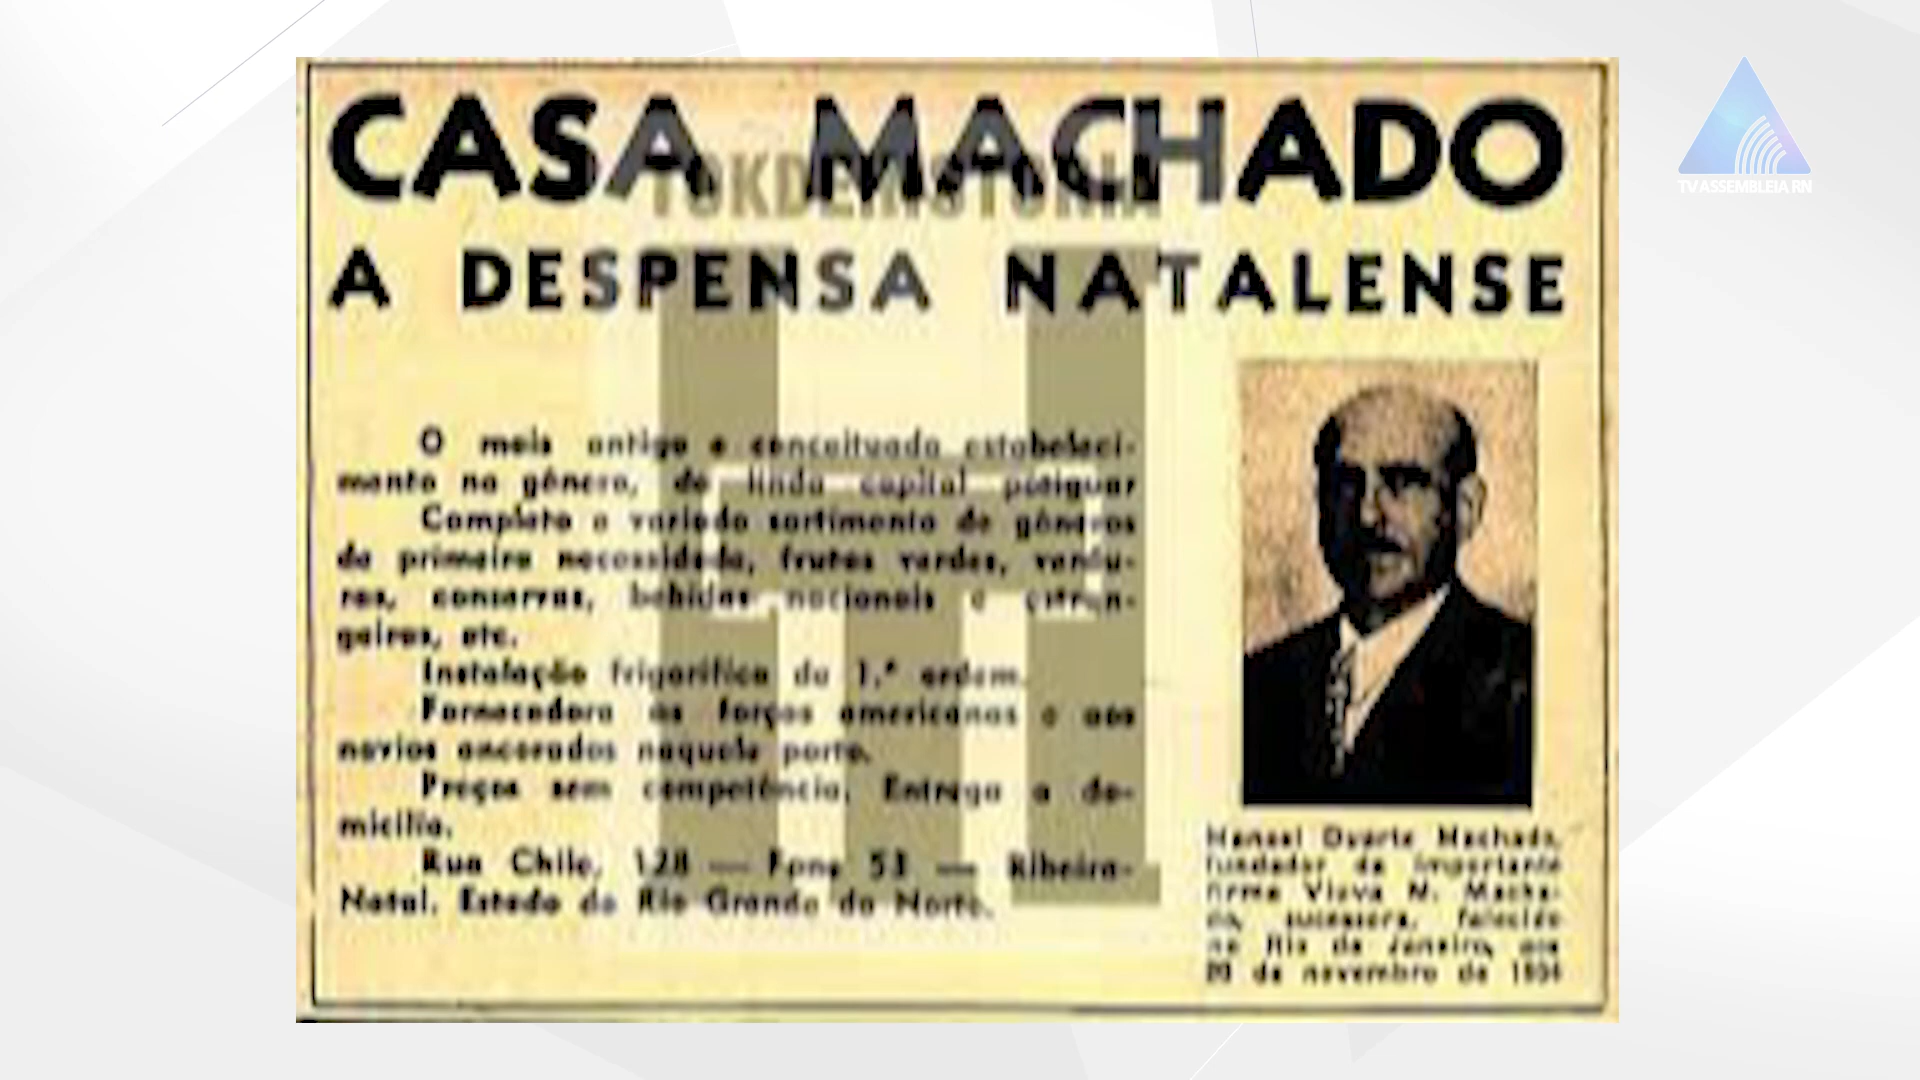 CASA MACHADO
A DESPENSA NATALENSE
TOKDEHISTORIA
TV ASSEMBLEIA RN
O mais antigo e conceituado estabeleci-
mento no gênero, da linda capital potiguar
Completo e variado sortimento de gêneros
de primeira necessidade, frutas verdes, verdu-
ras, conservas, bebidas nacionais e estran-
geiras, etc.
Instalação frigorífica de 1.ª ordem.
Fornecedora às forças americanas e aos
navios ancorados naquele porto.
Preços sem competência. Entrega a do-
micílio.
Rua Chile, 128 — Fone 53 — Ribeira-
Natal. Estado do Rio Grande do Norte.
Manoel Duarte Machado,
fundador da importante
firma Viuva M. Macha-
do, sucessora, falecido
no Rio de Janeiro, aos
de novembro de